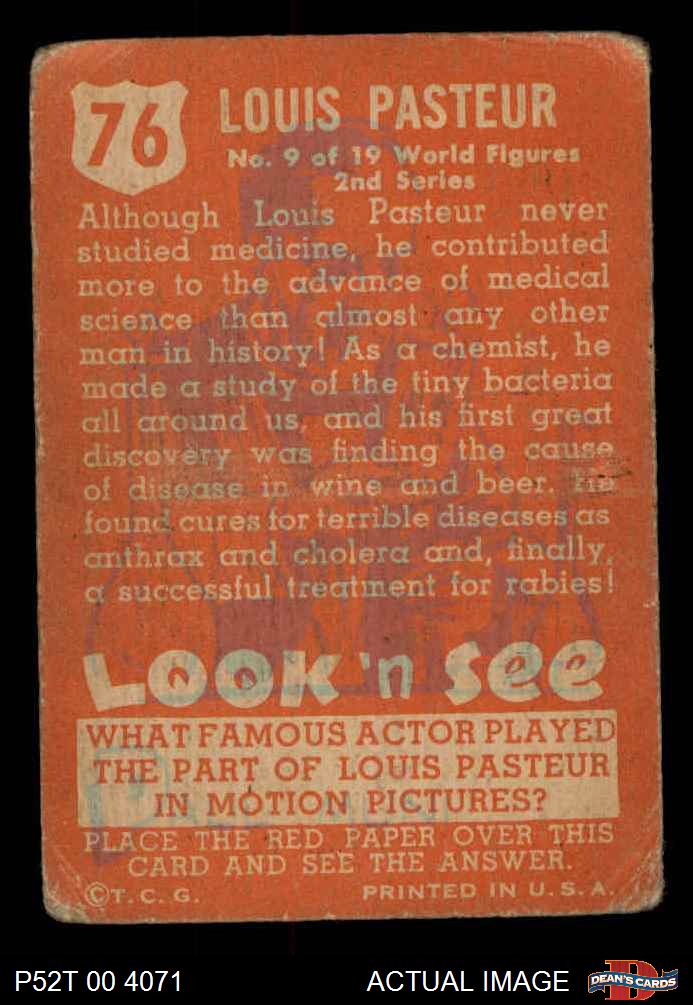 76
LOUIS PASTEUR
No. 9 of 19 World Figures
2nd Series
Although Louis Pasteur never
studied medicine, he contributed
more to the advance of medical
science than almost any other
man in history! As a chemist, he
made a study of the tiny bacteria
all around us, and his first great
discovery was finding the cause
of disease in wine and beer. He
found cures for terrible diseases as
anthrax and cholera and, finally,
a successful treatment for rabies!
LOOK 'n SEE
WHAT FAMOUS ACTOR PLAYED
THE PART OF LOUIS PASTEUR
IN MOTION PICTURES?
PLACE THE RED PAPER OVER THIS
CARD AND SEE THE ANSWER.
©T. C. G. PRINTED IN U. S. A.
P52T 00 4071 ACTUAL IMAGE DEAN'S CARDS